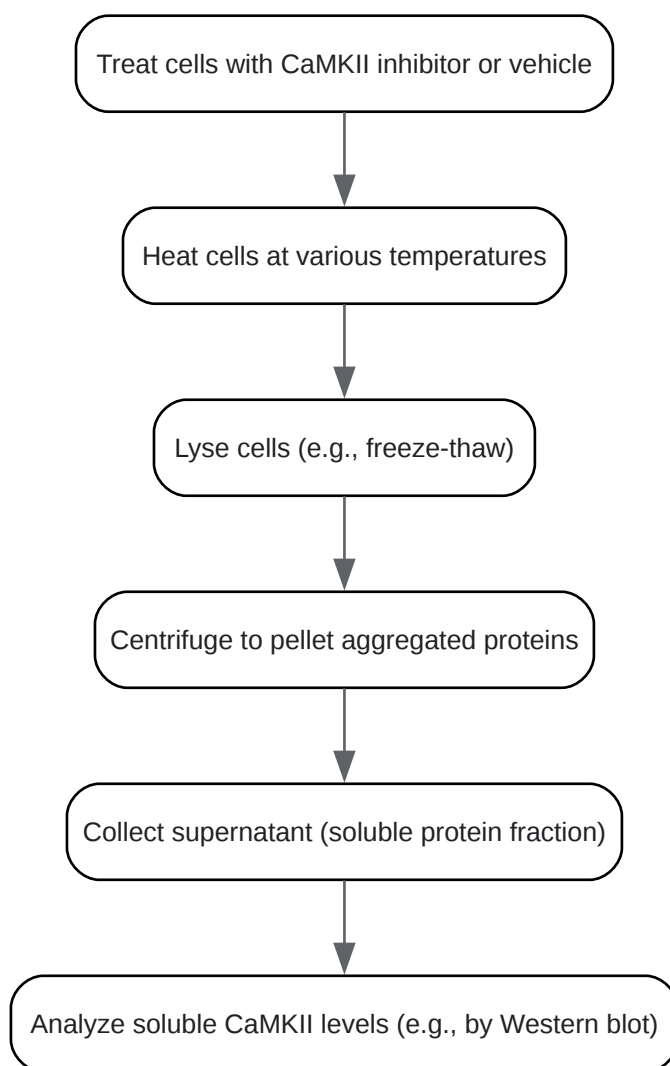 Treat cells with CaMKII inhibitor or vehicle
Heat cells at various temperatures
Lyse cells (e.g., freeze-thaw)
Centrifuge to pellet aggregated proteins
Collect supernatant (soluble protein fraction)
Analyze soluble CaMKII levels (e.g., by Western blot)